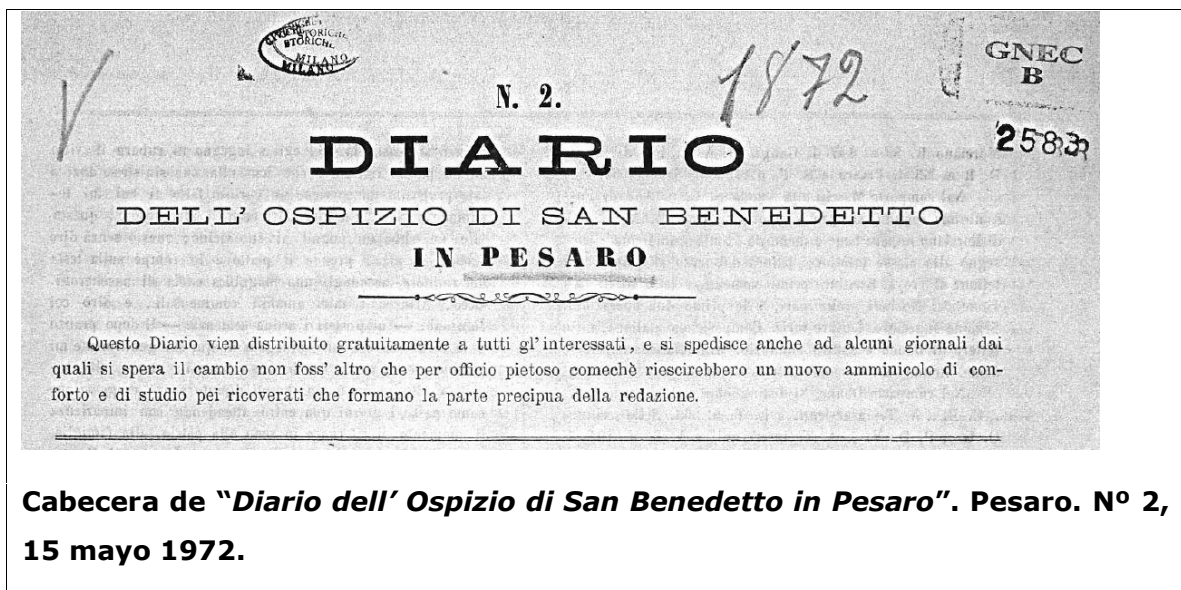 STORICHE
MILANO
1872
GNEC
B
N. 2.
DIARIO
DELL' OSPIZIO DI SAN BENEDETTO
IN PESARO
Questo Diario vien distribuito gratuitamente a tutti gl' interessati, e si spedisce anche ad alcuni giornali dai
quali si spera il cambio non foss' altro che per officio pietoso comechè riescirebbero un nuovo amminicolo di con-
forto e di studio pei ricoverati che formano la parte precipua della redazione.
Cabecera de “Diario dell’ Ospizio di San Benedetto in Pesaro”. Pesaro. Nº 2,
15 mayo 1972.